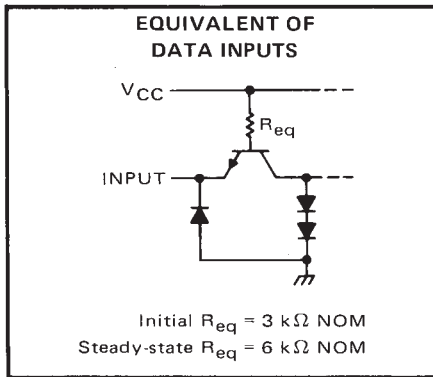 EQUIVALENT OF
DATA INPUTS
VCC
Req
INPUT
Initial Req = 3 kΩ NOM
Steady-state Req = 6 kΩ NOM